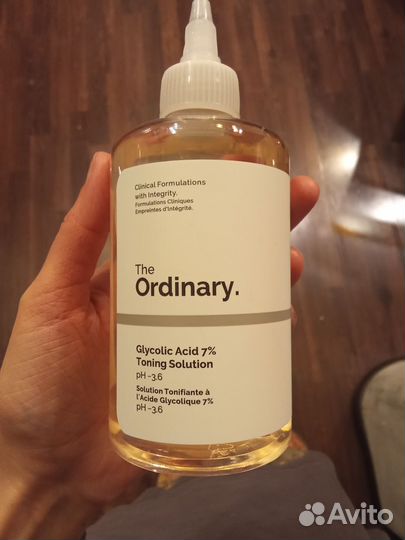 Clinical Formulations
with Integrity.
Formulations Cliniques
Empreintes d'Intégrité.
The
Ordinary.
Glycolic Acid 7%
Toning Solution
pH ~3.6
Solution Tonifiante à
l'Acide Glycolique 7%
pH ~3.6
Avito